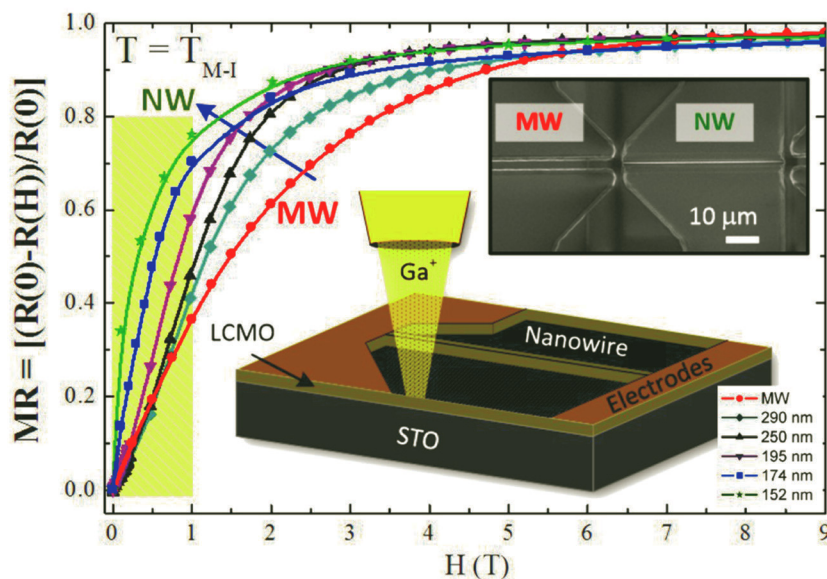 MR = [(R(0)-R(H))/R(0)]
1.0
0.8
0.6
0.4
0.2
0.0
T = T_M-I
NW
MW
MW
NW
10 µm
Ga⁺
LCMO
Nanowire
Electrodes
STO
MW
290 nm
250 nm
195 nm
174 nm
152 nm
0 1 2 3 4 5 6 7 8 9
H (T)